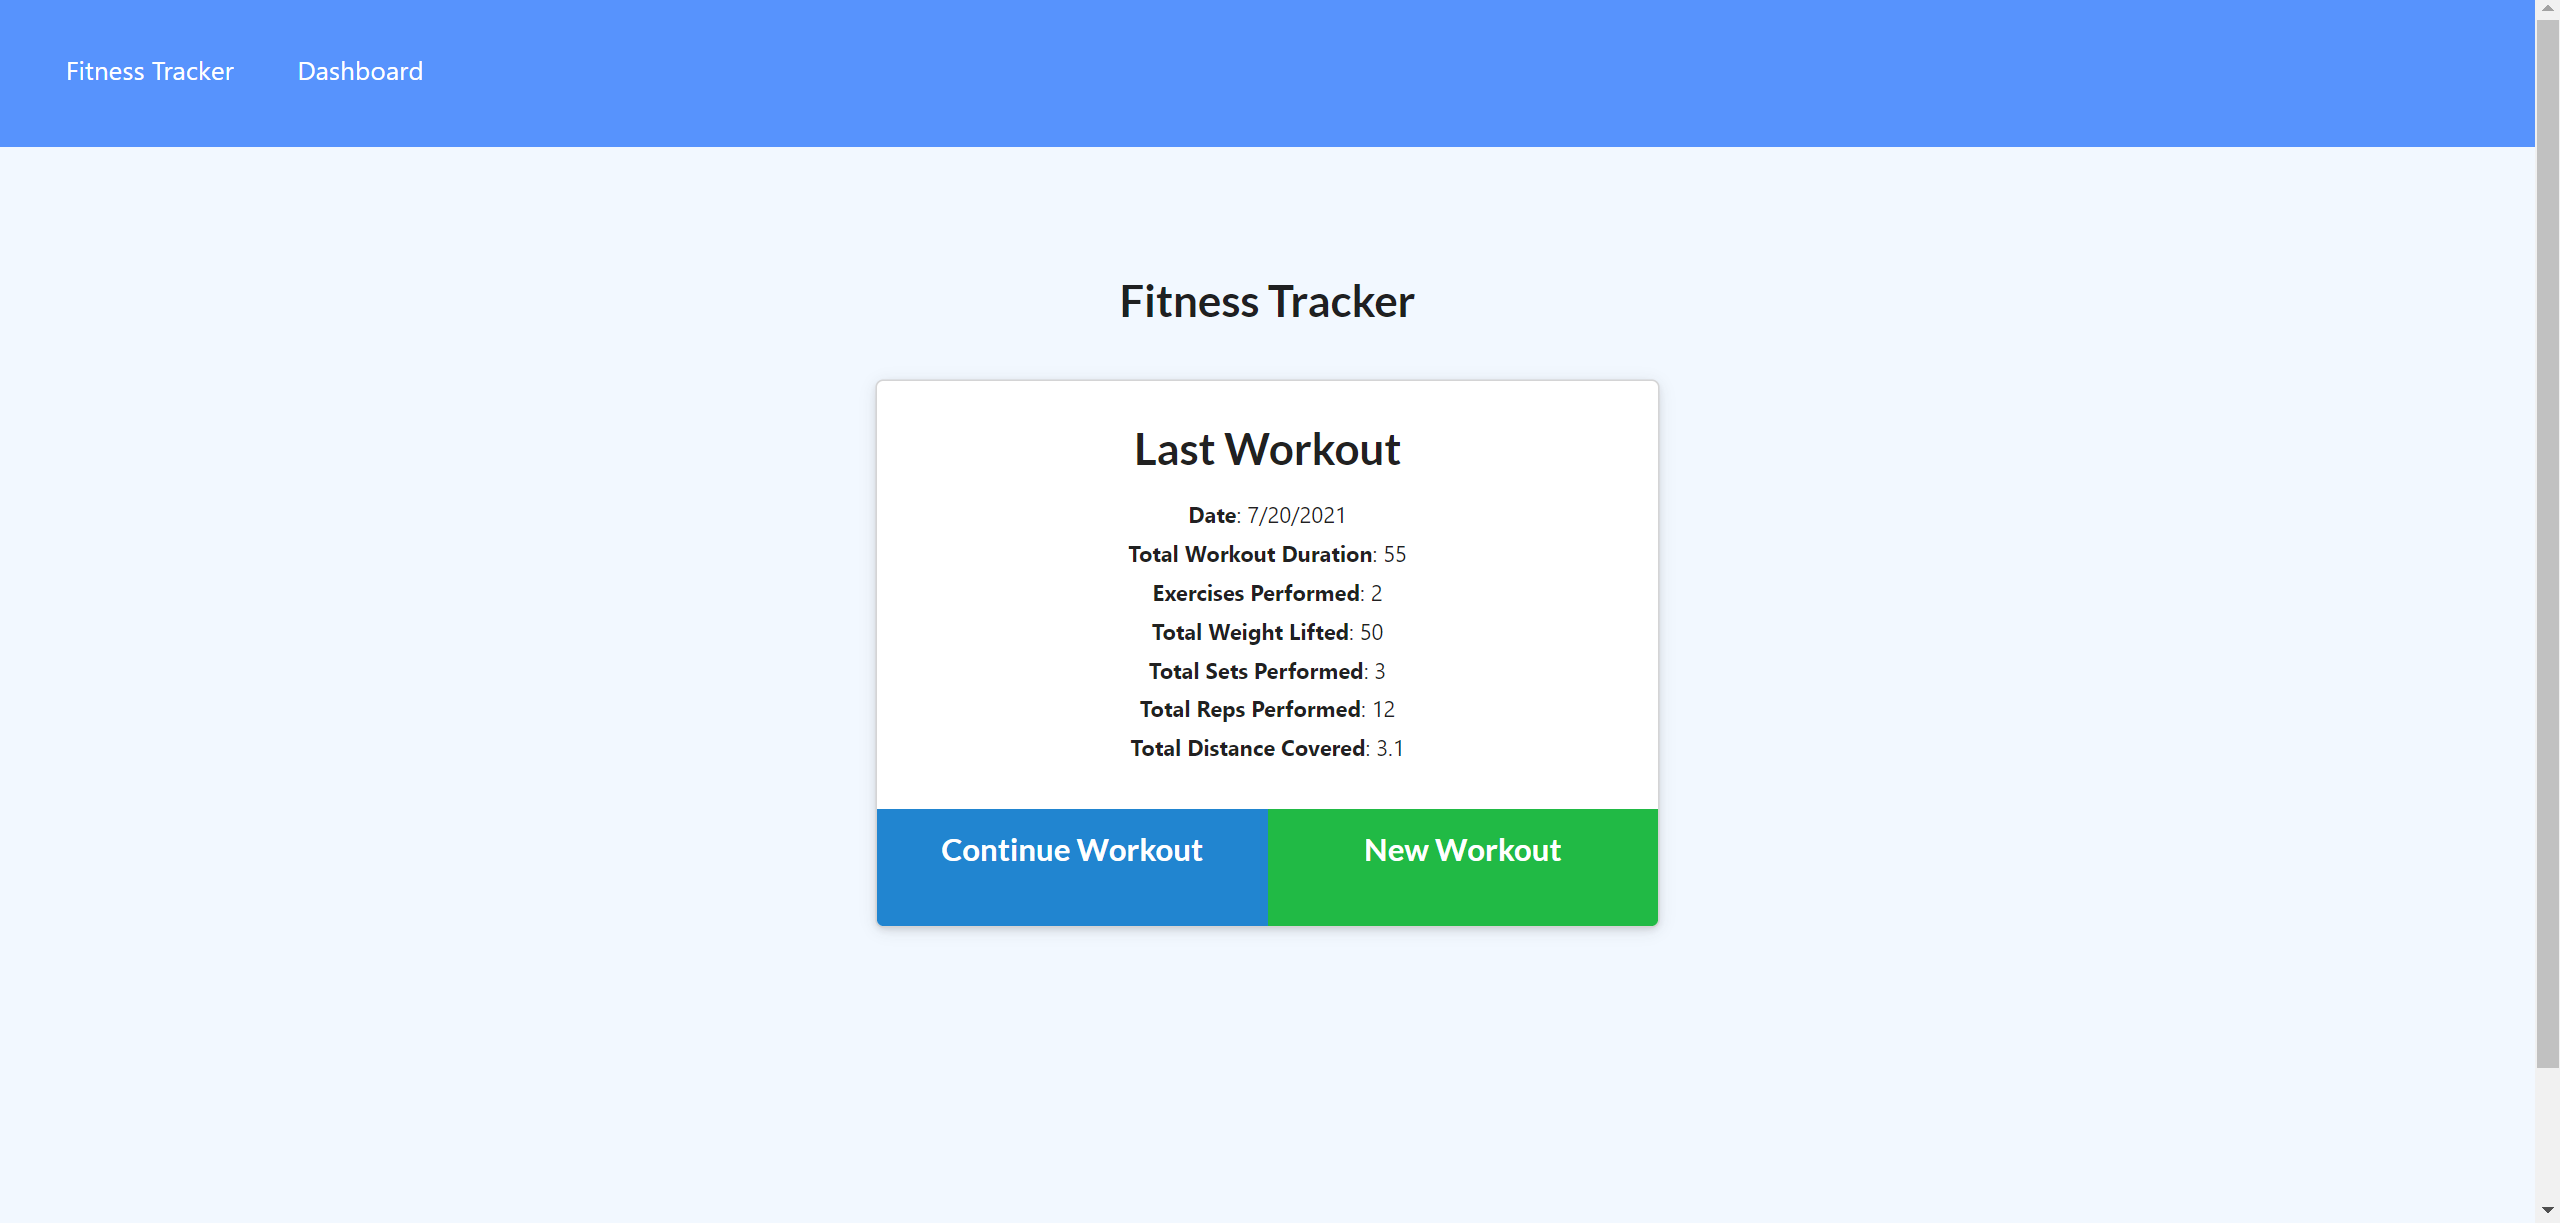 Fitness Tracker Dashboard
Fitness Tracker
Last Workout
Date: 7/20/2021
Total Workout Duration: 55
Exercises Performed: 2
Total Weight Lifted: 50
Total Sets Performed: 3
Total Reps Performed: 12
Total Distance Covered: 3.1
Continue Workout New Workout